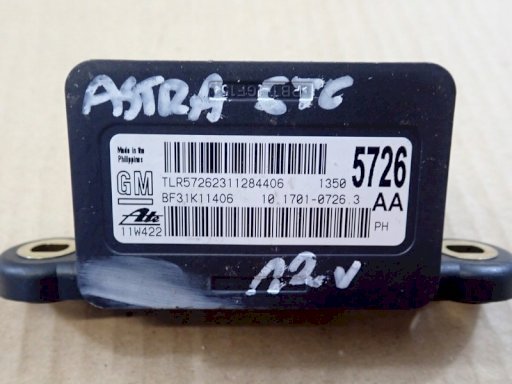 ASTRA GTC
Made in the
Philippines
GM
TLR57262311284406
1350
5726
BF31K11406
10.1701-0726.3
AA
Ate
11W422
PH
12V